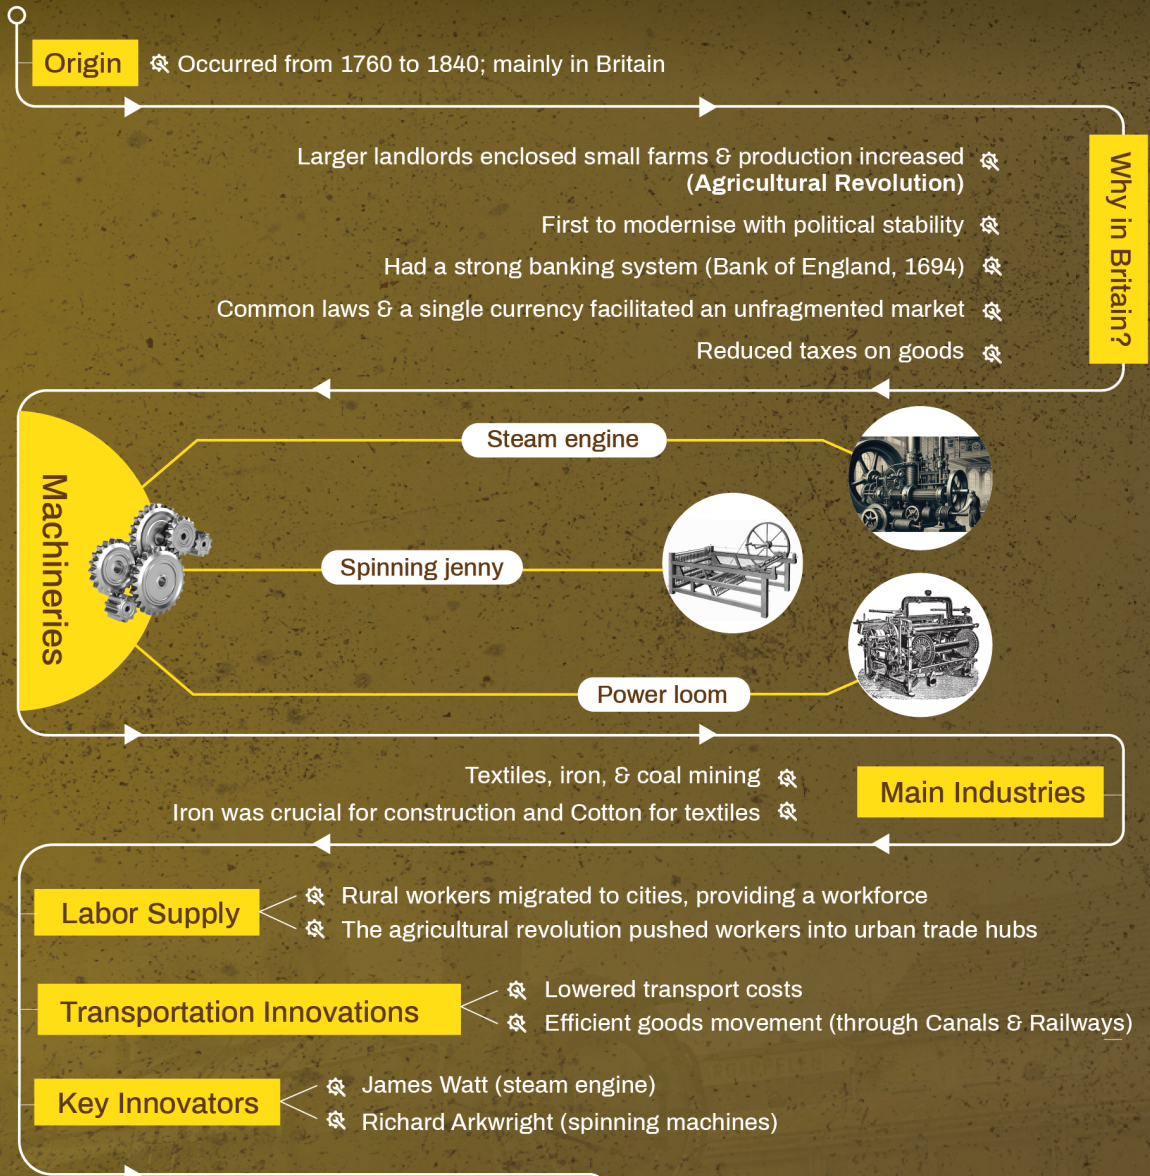 Origin
Occurred from 1760 to 1840; mainly in Britain
Why in Britain?
Larger landlords enclosed small farms & production increased
(Agricultural Revolution)
First to modernise with political stability
Had a strong banking system (Bank of England, 1694)
Common laws & a single currency facilitated an unfragmented market
Reduced taxes on goods
Machineries
Steam engine
Spinning jenny
Power loom
Main Industries
Textiles, iron, & coal mining
Iron was crucial for construction and Cotton for textiles
Labor Supply
Rural workers migrated to cities, providing a workforce
The agricultural revolution pushed workers into urban trade hubs
Transportation Innovations
Lowered transport costs
Efficient goods movement (through Canals & Railways)
Key Innovators
James Watt (steam engine)
Richard Arkwright (spinning machines)